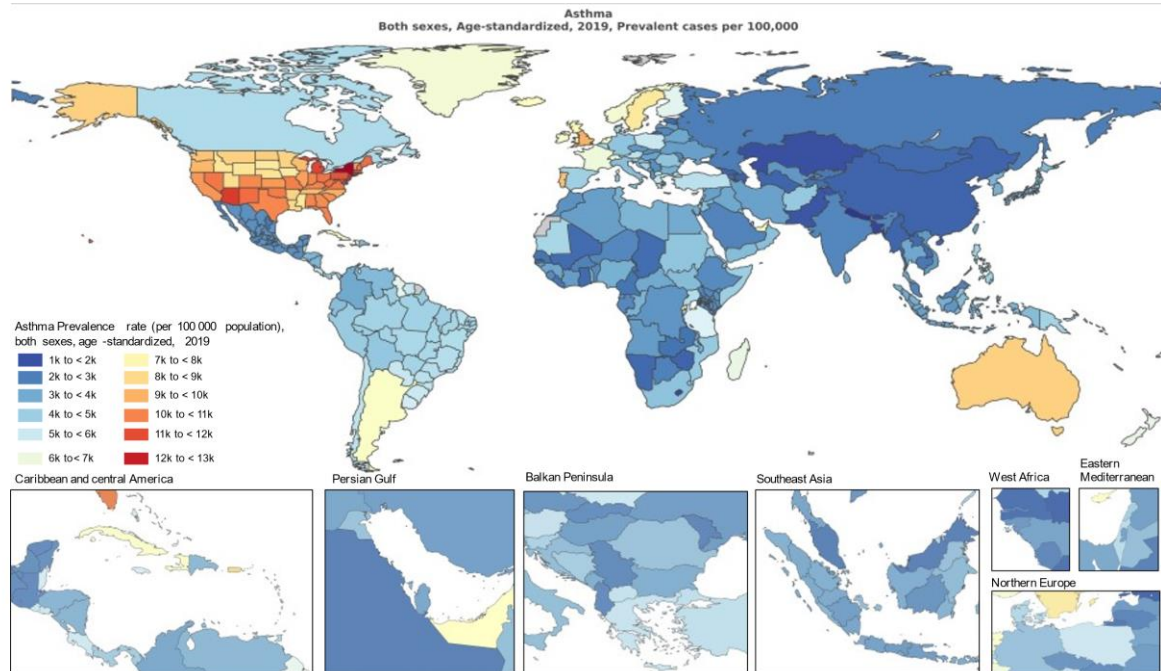 Asthma
Both sexes, Age-standardized, 2019, Prevalent cases per 100,000
Asthma Prevalence rate (per 100 000 population),
both sexes, age -standardized, 2019
1k to < 2k
2k to < 3k
3k to < 4k
4k to < 5k
5k to < 6k
6k to< 7k
7k to < 8k
8k to < 9k
9k to < 10k
10k to < 11k
11k to < 12k
12k to < 13k
Caribbean and central America
Persian Gulf
Balkan Peninsula
Southeast Asia
West Africa
Eastern
Mediterranean
Northern Europe